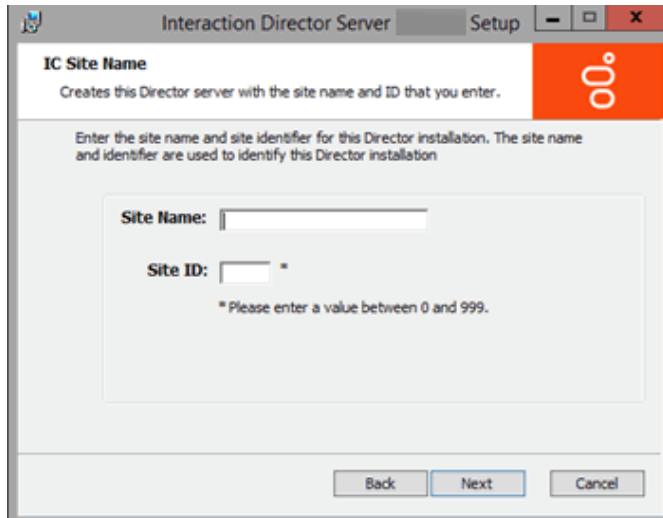 Interaction Director Server Setup
IC Site Name
Creates this Director server with the site name and ID that you enter.
Enter the site name and site identifier for this Director installation. The site name
and identifier are used to identify this Director installation
Site Name:
Site ID: *
* Please enter a value between 0 and 999.
Back Next Cancel